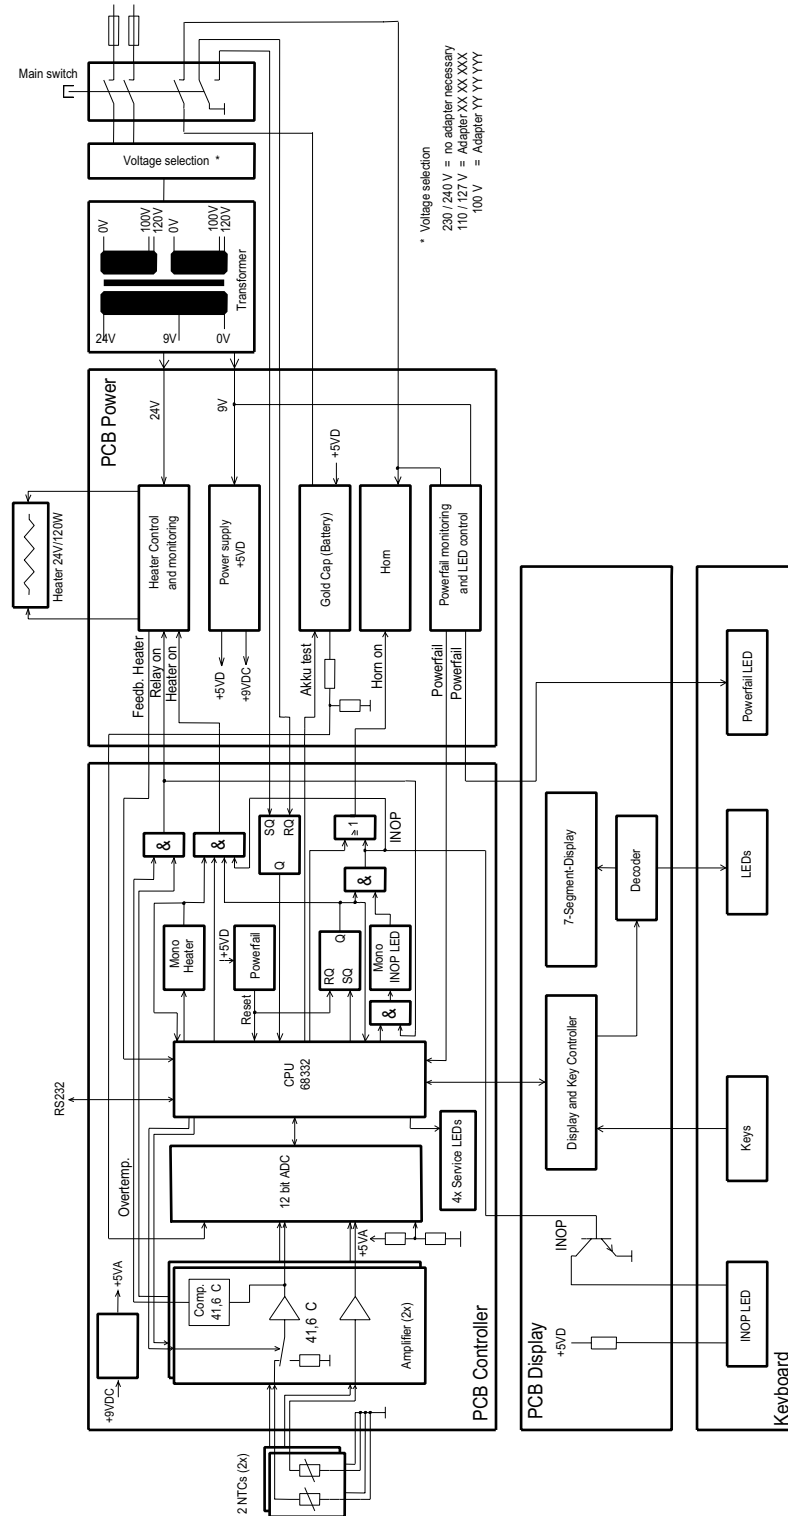 Main switch
Voltage selection *
* Voltage selection
230 / 240 V = no adapter necessary
110 / 127 V = Adapter XX XX XXX
100 V = Adapter YY YY YYY
0V
100V
120V
0V
100V
120V
Transformer
24V
9V
0V
PCB Power
24V
9V
Heater 24V/120W
Heater Control
and monitoring
Power supply
+5VD
+5VD
Gold Cap (Battery)
Horn
Powerfail monitoring
and LED control
Feedb. Heater
Relay on
Heater on
+5VD
+9VDC
Akku test
Horn on
Powerfail
Powerfail
PCB Controller
&
&
SQ
RQ
Q
≥ 1
INOP
&
Mono
Heater
+5VD
Powerfail
Reset
Q
RQ
SQ
Mono
INOP LED
&
CPU
68332
RS232
12 bit ADC
4x Service LEDs
Overtemp.
+5VA
+5VA
+9VDC
Comp.
41,6 C
41,6 C
Amplifier (2x)
2 NTCs (2x)
PCB Display
7-Segment-Display
Decoder
Display and Key Controller
INOP
+5VD
Keyboard
Powerfail LED
LEDs
Keys
INOP LED